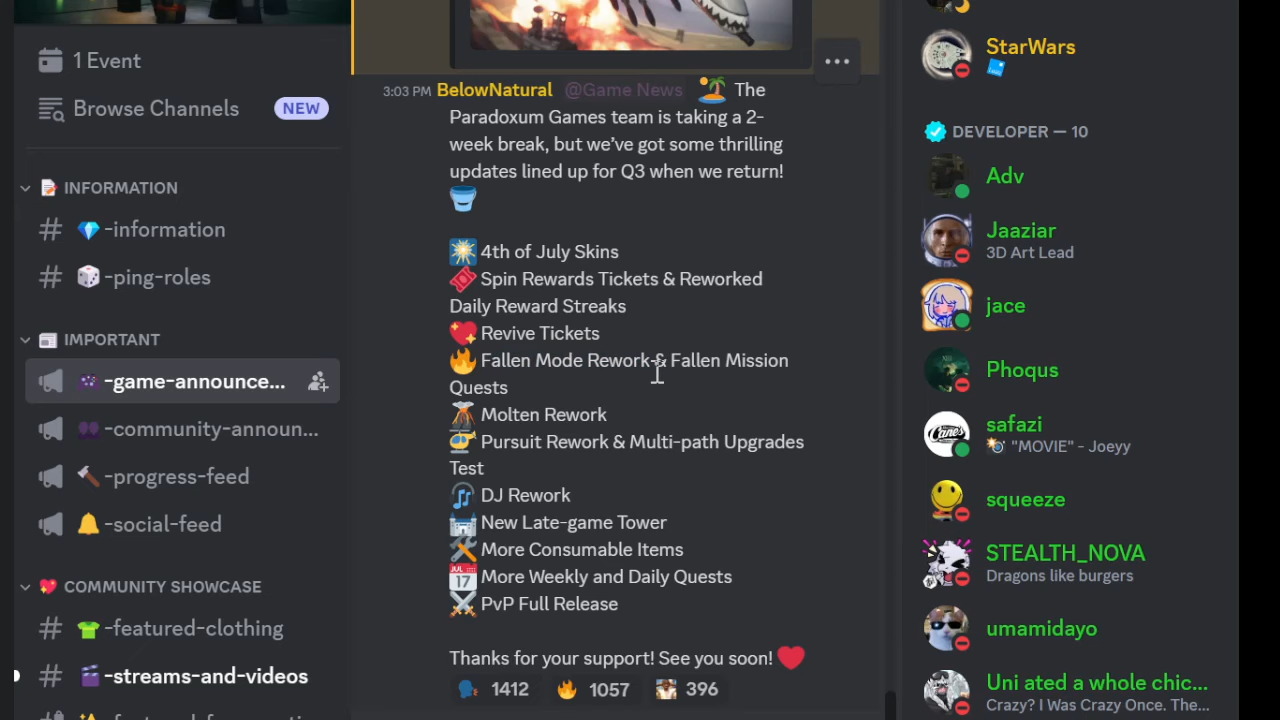 1 Event
Browse Channels
NEW
INFORMATION
-information
-ping-roles
IMPORTANT
-game-announce...
-community-announ...
-progress-feed
-social-feed
COMMUNITY SHOWCASE
-featured-clothing
-streams-and-videos
3:03 PM BelowNatural @Game News The
Paradoxum Games team is taking a 2-
week break, but we’ve got some thrilling
updates lined up for Q3 when we return!
4th of July Skins
Spin Rewards Tickets & Reworked
Daily Reward Streaks
Revive Tickets
Fallen Mode Rework & Fallen Mission
Quests
Molten Rework
Pursuit Rework & Multi-path Upgrades
Test
DJ Rework
New Late-game Tower
More Consumable Items
More Weekly and Daily Quests
PvP Full Release
Thanks for your support! See you soon!
1412 1057 396
StarWars
DEVELOPER — 10
Adv
Jaaziar
3D Art Lead
jace
Phoqus
safazi
"MOVIE" - Joeyy
squeeze
STEALTH_NOVA
Dragons like burgers
umamidayo
Uni ated a whole chic...
Crazy? I Was Crazy Once. The...